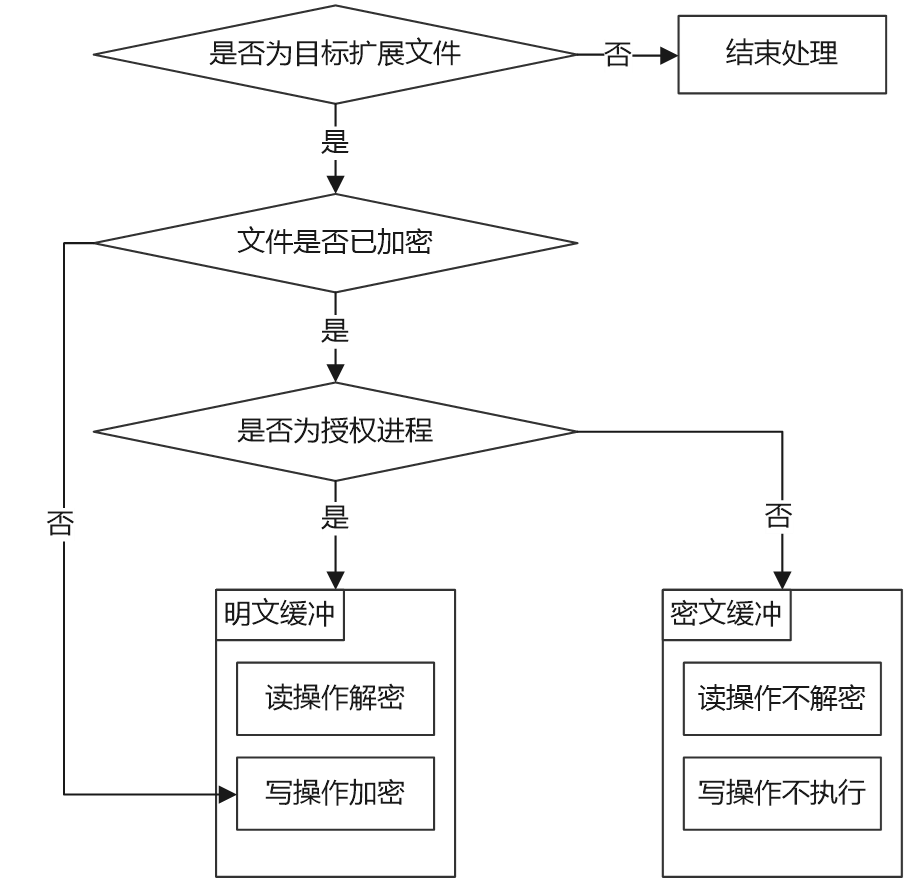 是否为目标扩展文件
否
结束处理
是
文件是否已加密
是
是否为授权进程
是
否
否
明文缓冲
密文缓冲
读操作解密
读操作不解密
写操作加密
写操作不执行